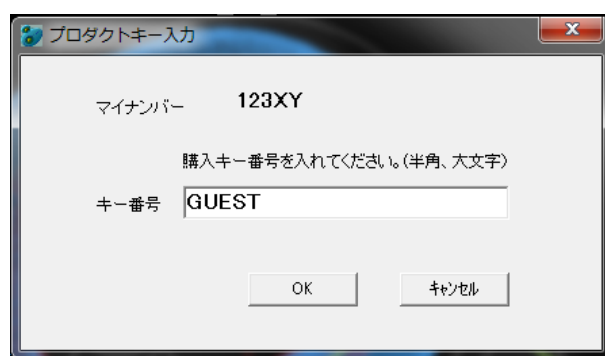 プロダクトキー入力
マイナンバー 123XY
購入キー番号を入れてください。(半角、大文字)
キー番号 GUEST
OK ｷｬﾝｾﾙ